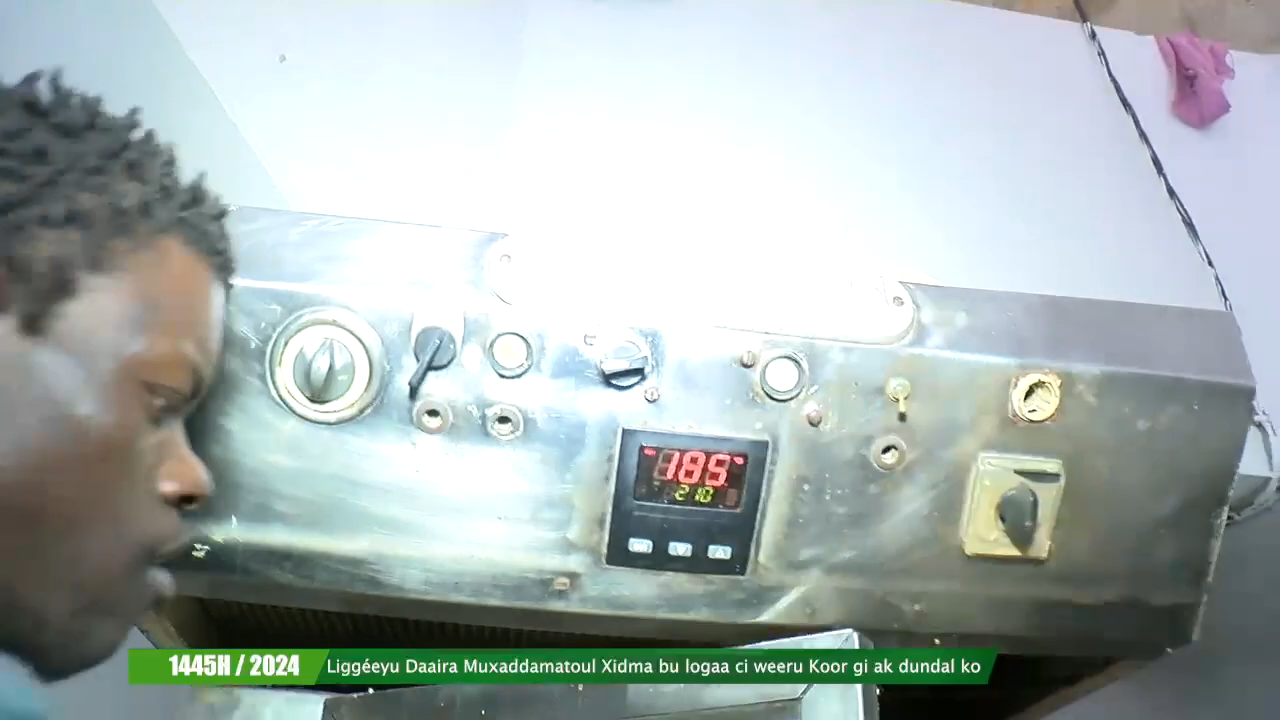 185
210
1445H / 2024
Liggéeyu Daaira Muxaddamatoul Xidma bu logaa ci weeru Koor gi ak dundal ko